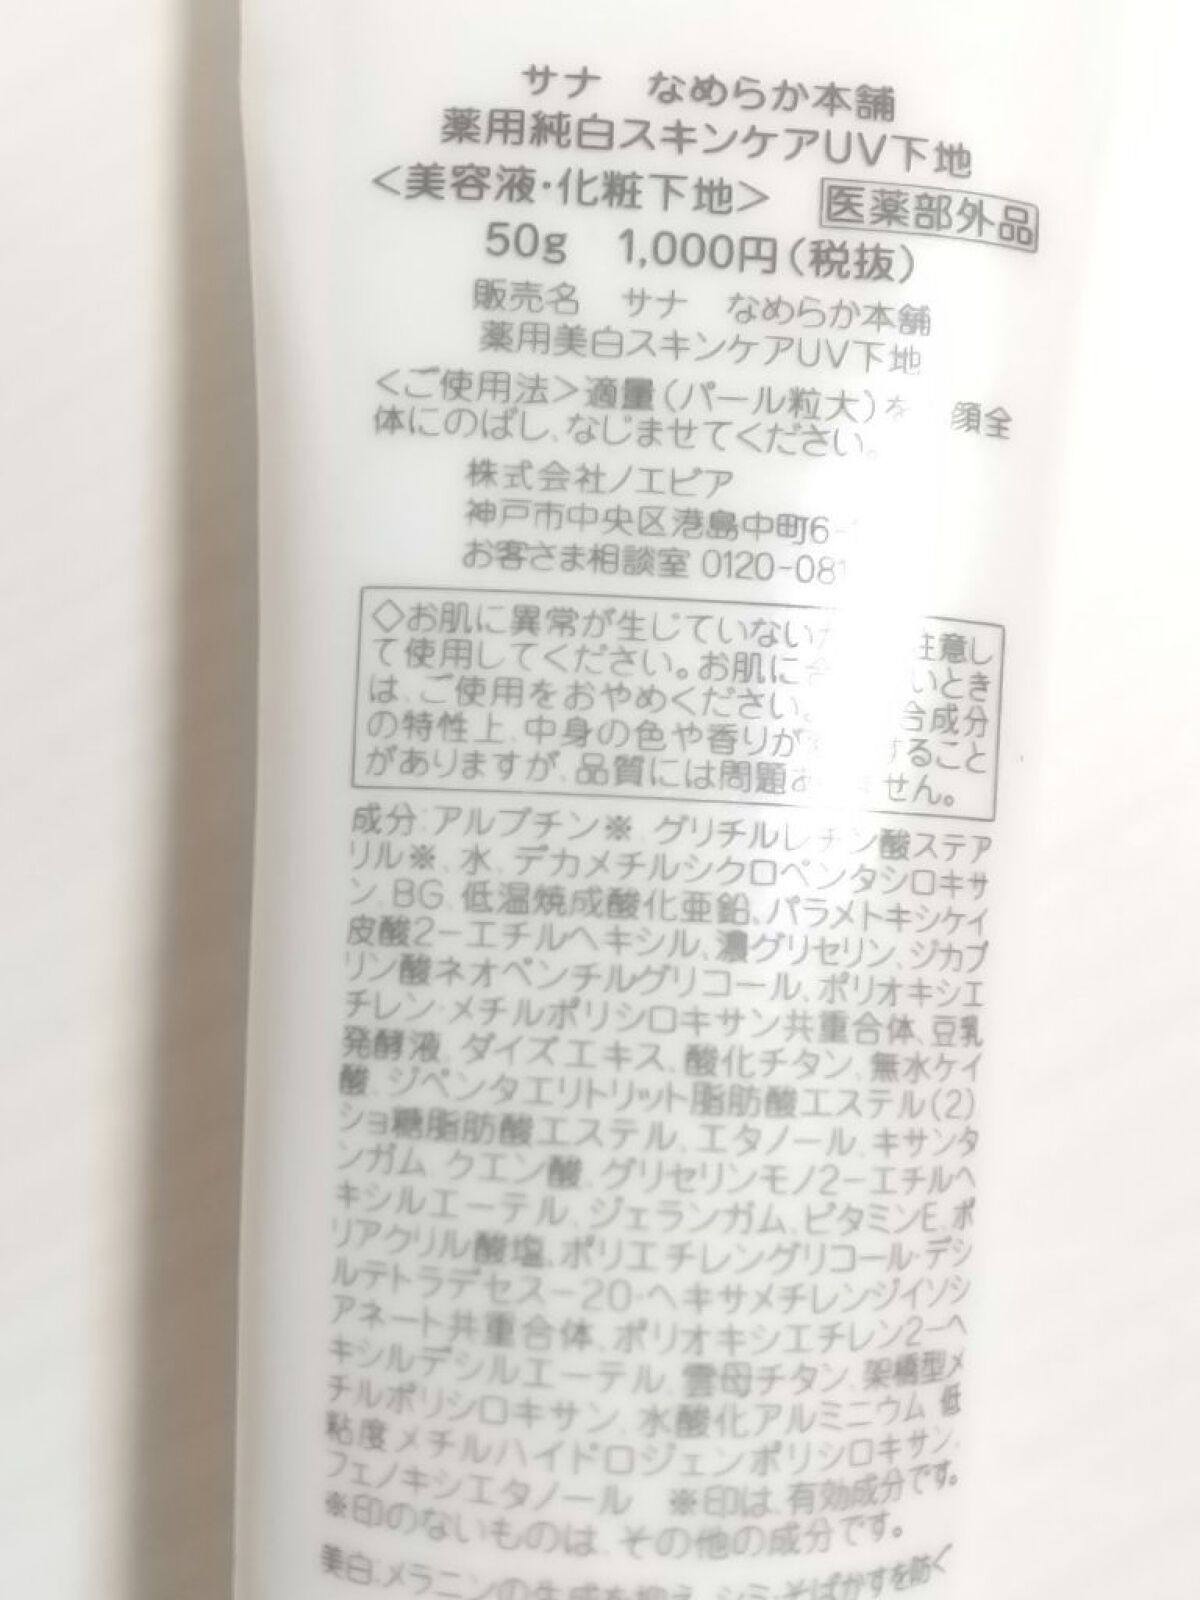 サナ　なめらか本舗
薬用純白スキンケアUV下地
＜美容液・化粧下地＞　医薬部外品
50g　1,000円（税抜）
販売名　サナ　なめらか本舗
薬用美白スキンケアUV下地
＜ご使用法＞適量（パール粒大）を　顔全
体にのばし、なじませてください。
株式会社ノエビア
神戸市中央区港島中町6-
お客さま相談室 0120-081
◇お肌に異常が生じていない　注意し
て使用してください。お肌に　いとき
は、ご使用をおやめください。　合成分
の特性上、中身の色や香りが　すること
がありますが、品質には問題　ません。
成分：アルブチン※、グリチルレチン酸ステア
リル※、水、デカメチルシクロペンタシロキサ
ン、BG、低温焼成酸化亜鉛、パラメトキシケイ
皮酸2－エチルヘキシル、濃グリセリン、ジカプ
リン酸ネオペンチルグリコール、ポリオキシエ
チレン・メチルポリシロキサン共重合体、豆乳
発酵液、ダイズエキス、酸化チタン、無水ケイ
酸、ジペンタエリトリット脂肪酸エステル(2)
ショ糖脂肪酸エステル、エタノール、キサンタ
ンガム、クエン酸、グリセリンモノ2－エチルヘ
キシルエーテル、ジェランガム、ビタミンE、ポ
リアクリル酸塩、ポリエチレングリコール・デシ
ルテトラデセス－20・ヘキサメチレンジイソシ
アネート共重合体、ポリオキシエチレン2－ヘ
キシルデシルエーテル、雲母チタン、架橋型メ
チルポリシロキサン、水酸化アルミニウム、低
粘度メチルハイドロジェンポリシロキサン、
フェノキシエタノール　※印は、有効成分です。
※印のないものは、その他の成分です。
美白：メラニンの生成を抑え、シミ・そばかすを防ぐ